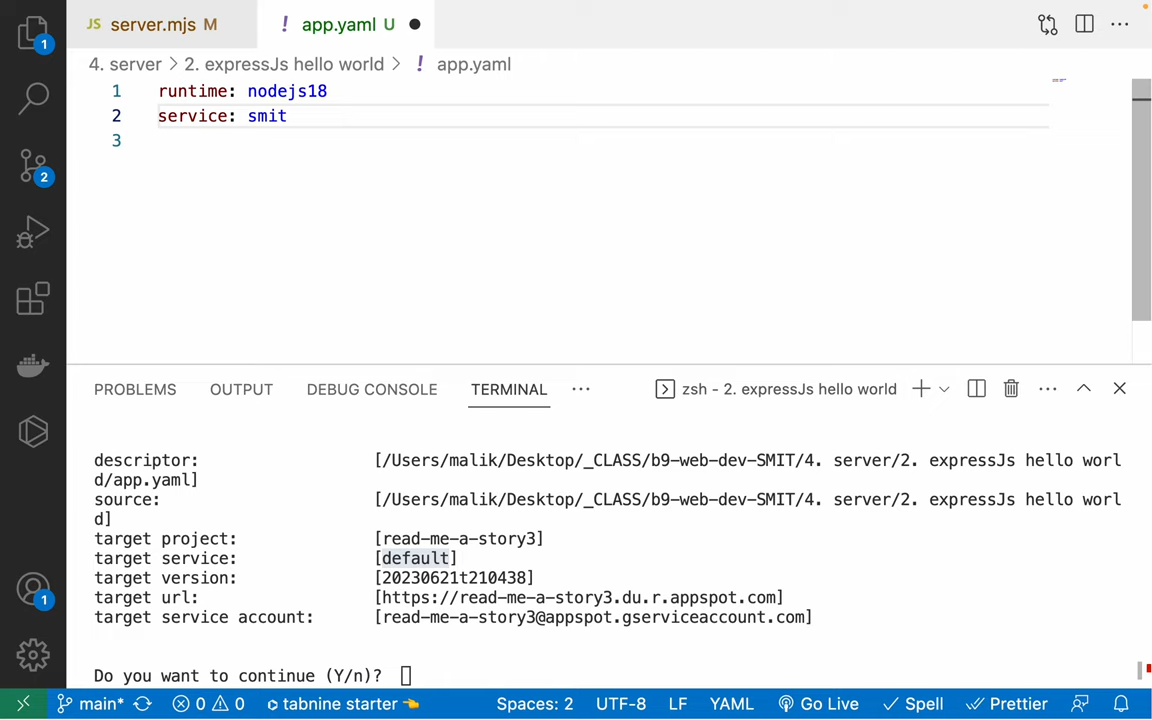 JS server.mjs M
! app.yaml U
1
4. server > 2. expressJs hello world > ! app.yaml
1 runtime: nodejs18
2 service: smit
3
2
PROBLEMS OUTPUT DEBUG CONSOLE TERMINAL ··· zsh - 2. expressJs hello world
descriptor: [/Users/malik/Desktop/_CLASS/b9-web-dev-SMIT/4. server/2. expressJs hello worl
d/app.yaml]
source: [/Users/malik/Desktop/_CLASS/b9-web-dev-SMIT/4. server/2. expressJs hello worl
d]
target project: [read-me-a-story3]
target service: [default]
target version: [20230621t210438]
target url: [https://read-me-a-story3.du.r.appspot.com]
target service account: [read-me-a-story3@appspot.gserviceaccount.com]
1
Do you want to continue (Y/n)?
main* 0 0 tabnine starter Spaces: 2 UTF-8 LF YAML Go Live Spell Prettier